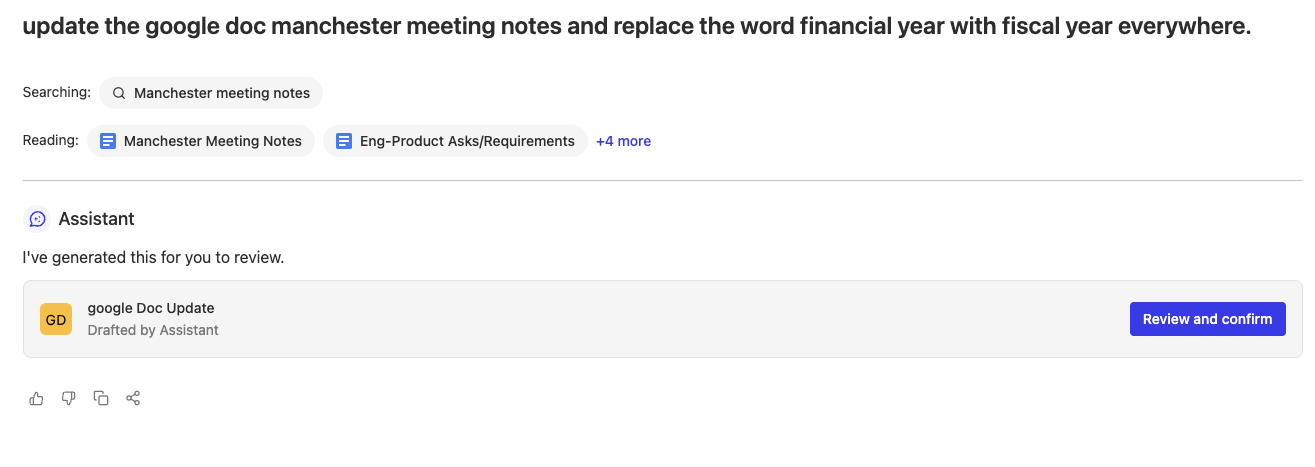 update the google doc manchester meeting notes and replace the word financial year with fiscal year everywhere.
Searching: Manchester meeting notes
Reading: Manchester Meeting Notes Eng-Product Asks/Requirements +4 more
Assistant
I've generated this for you to review.
GD
google Doc Update
Drafted by Assistant
Review and confirm